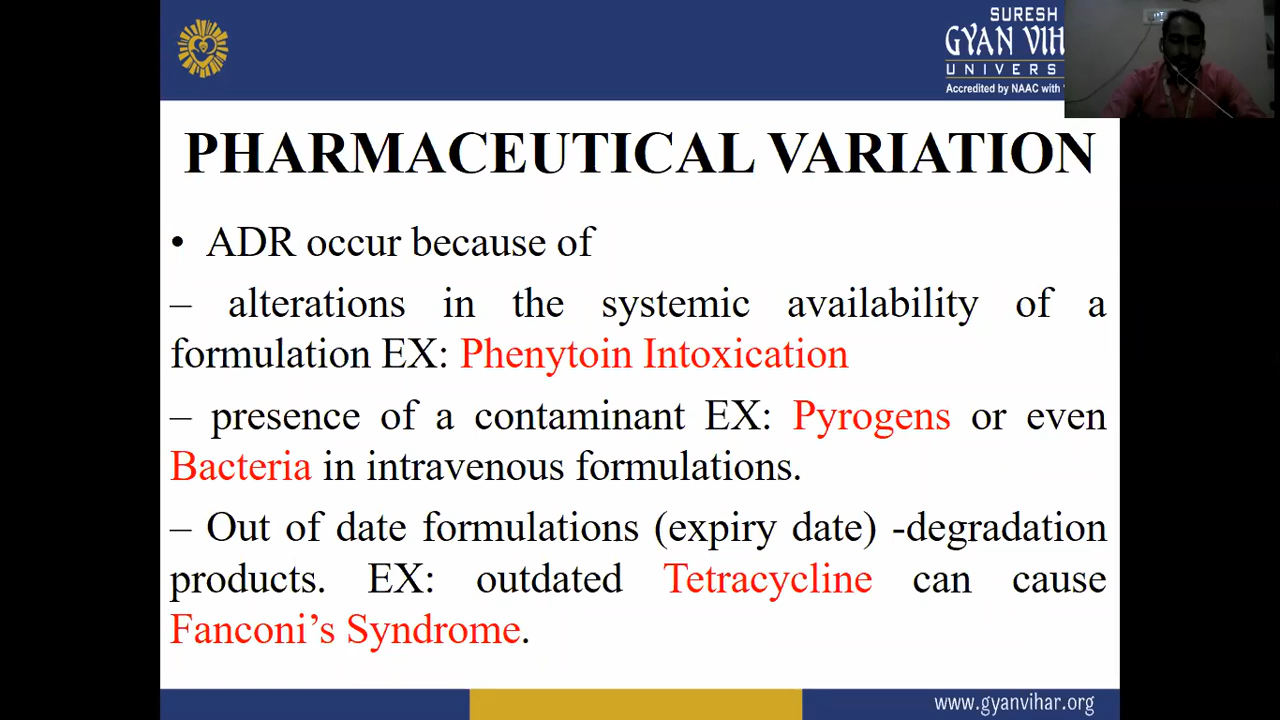 SURESH
GYAN VIH
UNIVERS
Accredited by NAAC with
PHARMACEUTICAL VARIATION
• ADR occur because of
– alterations in the systemic availability of a
formulation EX: Phenytoin Intoxication
– presence of a contaminant EX: Pyrogens or even
Bacteria in intravenous formulations.
– Out of date formulations (expiry date) -degradation
products. EX: outdated Tetracycline can cause
Fanconi’s Syndrome.
www.gyanvihar.org